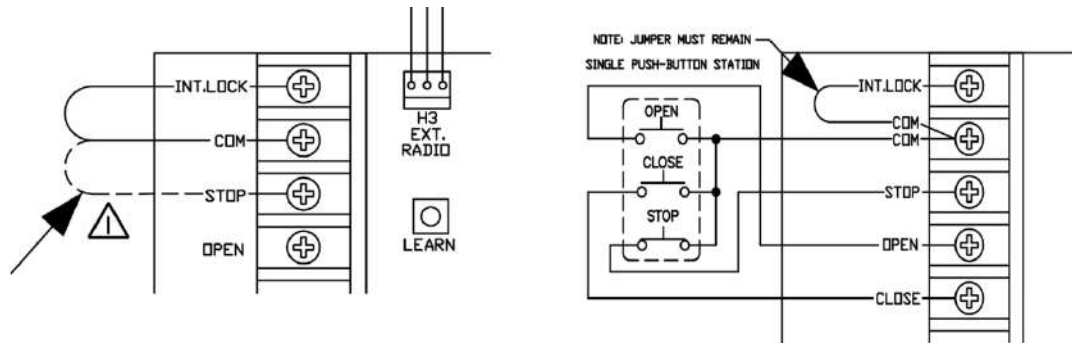 INT.LOCK
COM
STOP
OPEN
H3
EXT.
RADIO
LEARN
NOTE: JUMPER MUST REMAIN
SINGLE PUSH-BUTTON STATION
OPEN
CLOSE
STOP
INT.LOCK
COM
COM
STOP
OPEN
CLOSE